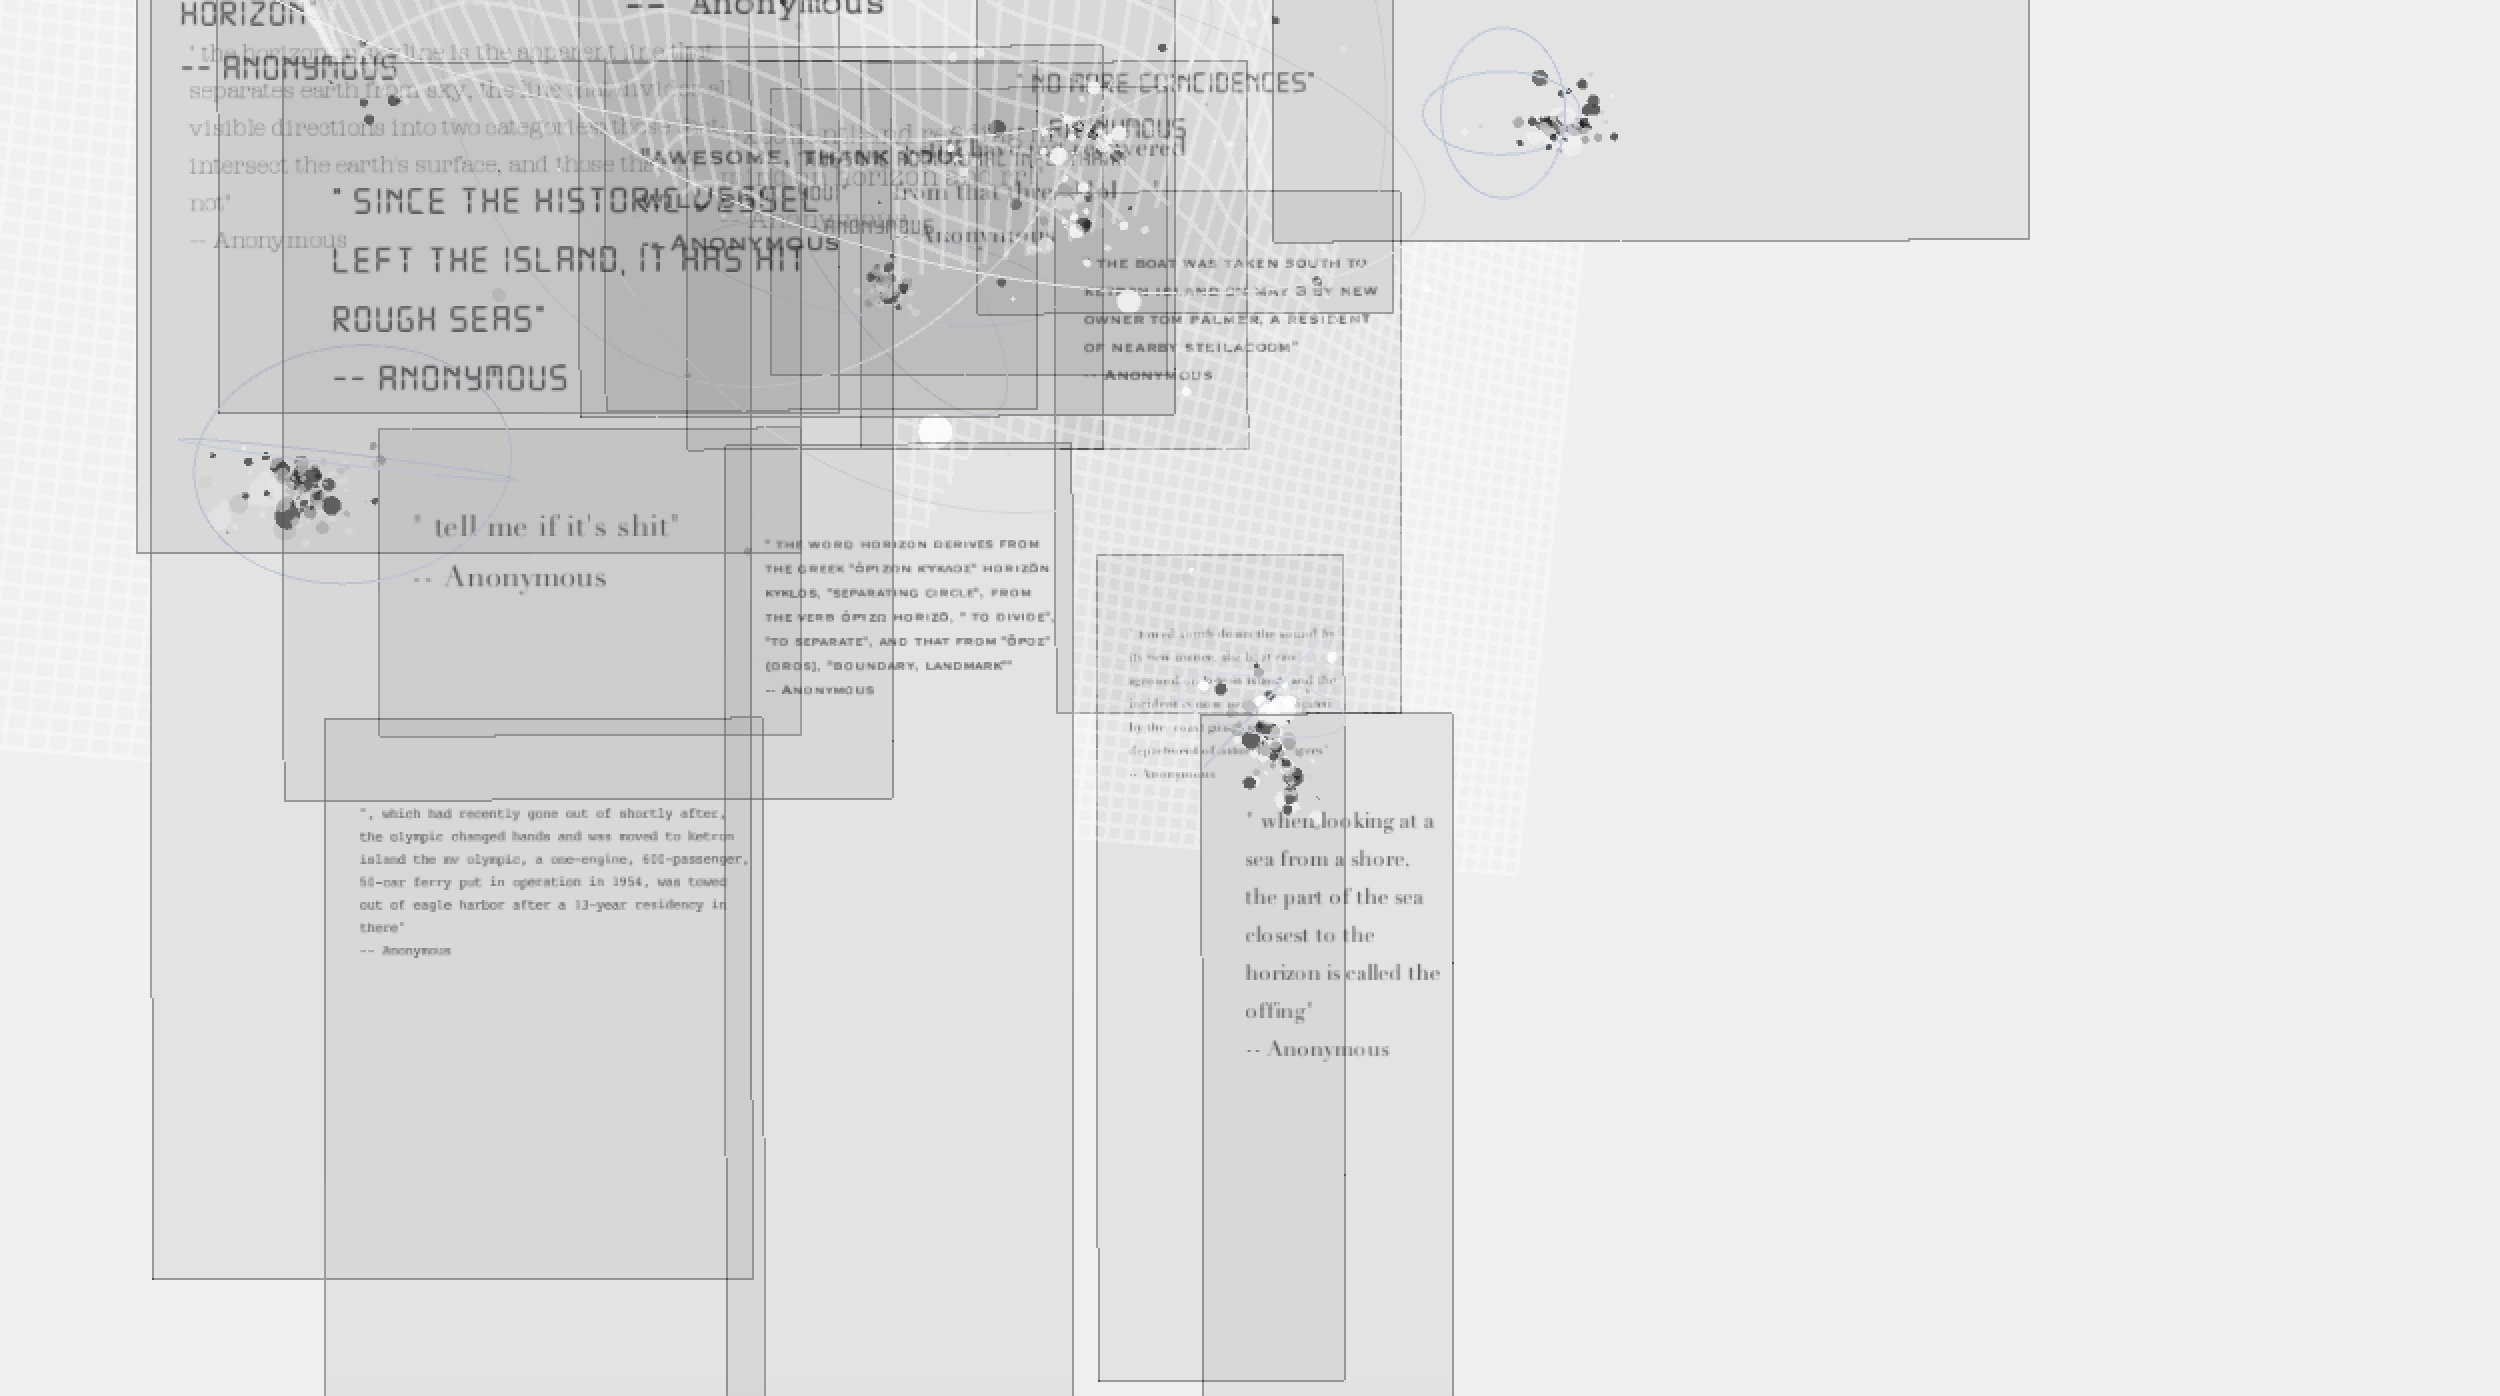 HORIZON"
-- ANONYMOUS
-- Anonymous
" the horizon line is the apparent line that
separates earth from sky, the line that divides all
visible directions into two categories: those that
intersect the earth's surface, and those that
not"
-- Anonymous
" SINCE THE HISTORIC VESSEL
LEFT THE ISLAND, IT HAS HIT
ROUGH SEAS"
-- ANONYMOUS
"AWESOME, THANK YOU!
-- ANONYMOUS
from that
-- Anonymous
ANONYMOUS
Anonymous
" NO MORE COINCIDENCES"
ANONYMOUS
" THE BOAT WAS TAKEN SOUTH TO
KETRON ISLAND ON MAY 3 BY NEW
OWNER TOM PALMER, A RESIDENT
OF NEARBY STEILACOOM"
-- ANONYMOUS
" tell me if it's shit"
-- Anonymous
" THE WORD HORIZON DERIVES FROM
THE GREEK "ὉΡΊΖΩΝ ΚΎΚΛΟΣ" HORIZŌN
KYKLOS, "SEPARATING CIRCLE", FROM
THE VERB ὉΡΊΖΩ HORIZŌ, " TO DIVIDE",
"TO SEPARATE", AND THAT FROM "ὍΡΟΣ"
(OROS), "BOUNDARY, LANDMARK""
-- ANONYMOUS
" towed south down the sound by
its new owner, the boat ran
aground on ketron island and the
incident is now
by the coast guard
department of
-- Anonymous
", which had recently gone out of shortly after,
the olympic changed hands and was moved to ketron
island the mv olympic, a one-engine, 600-passenger,
50-car ferry put in operation in 1954, was towed
out of eagle harbor after a 13-year residency in
there"
-- Anonymous
" when looking at a
sea from a shore,
the part of the sea
closest to the
horizon is called the
offing"
-- Anonymous